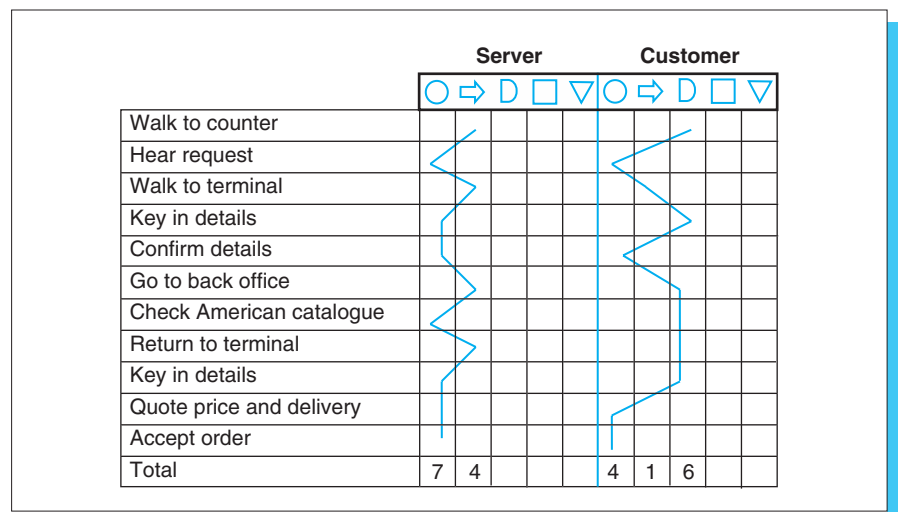 Server Customer
Walk to counter
Hear request
Walk to terminal
Key in details
Confirm details
Go to back office
Check American catalogue
Return to terminal
Key in details
Quote price and delivery
Accept order
Total 7 4 4 1 6